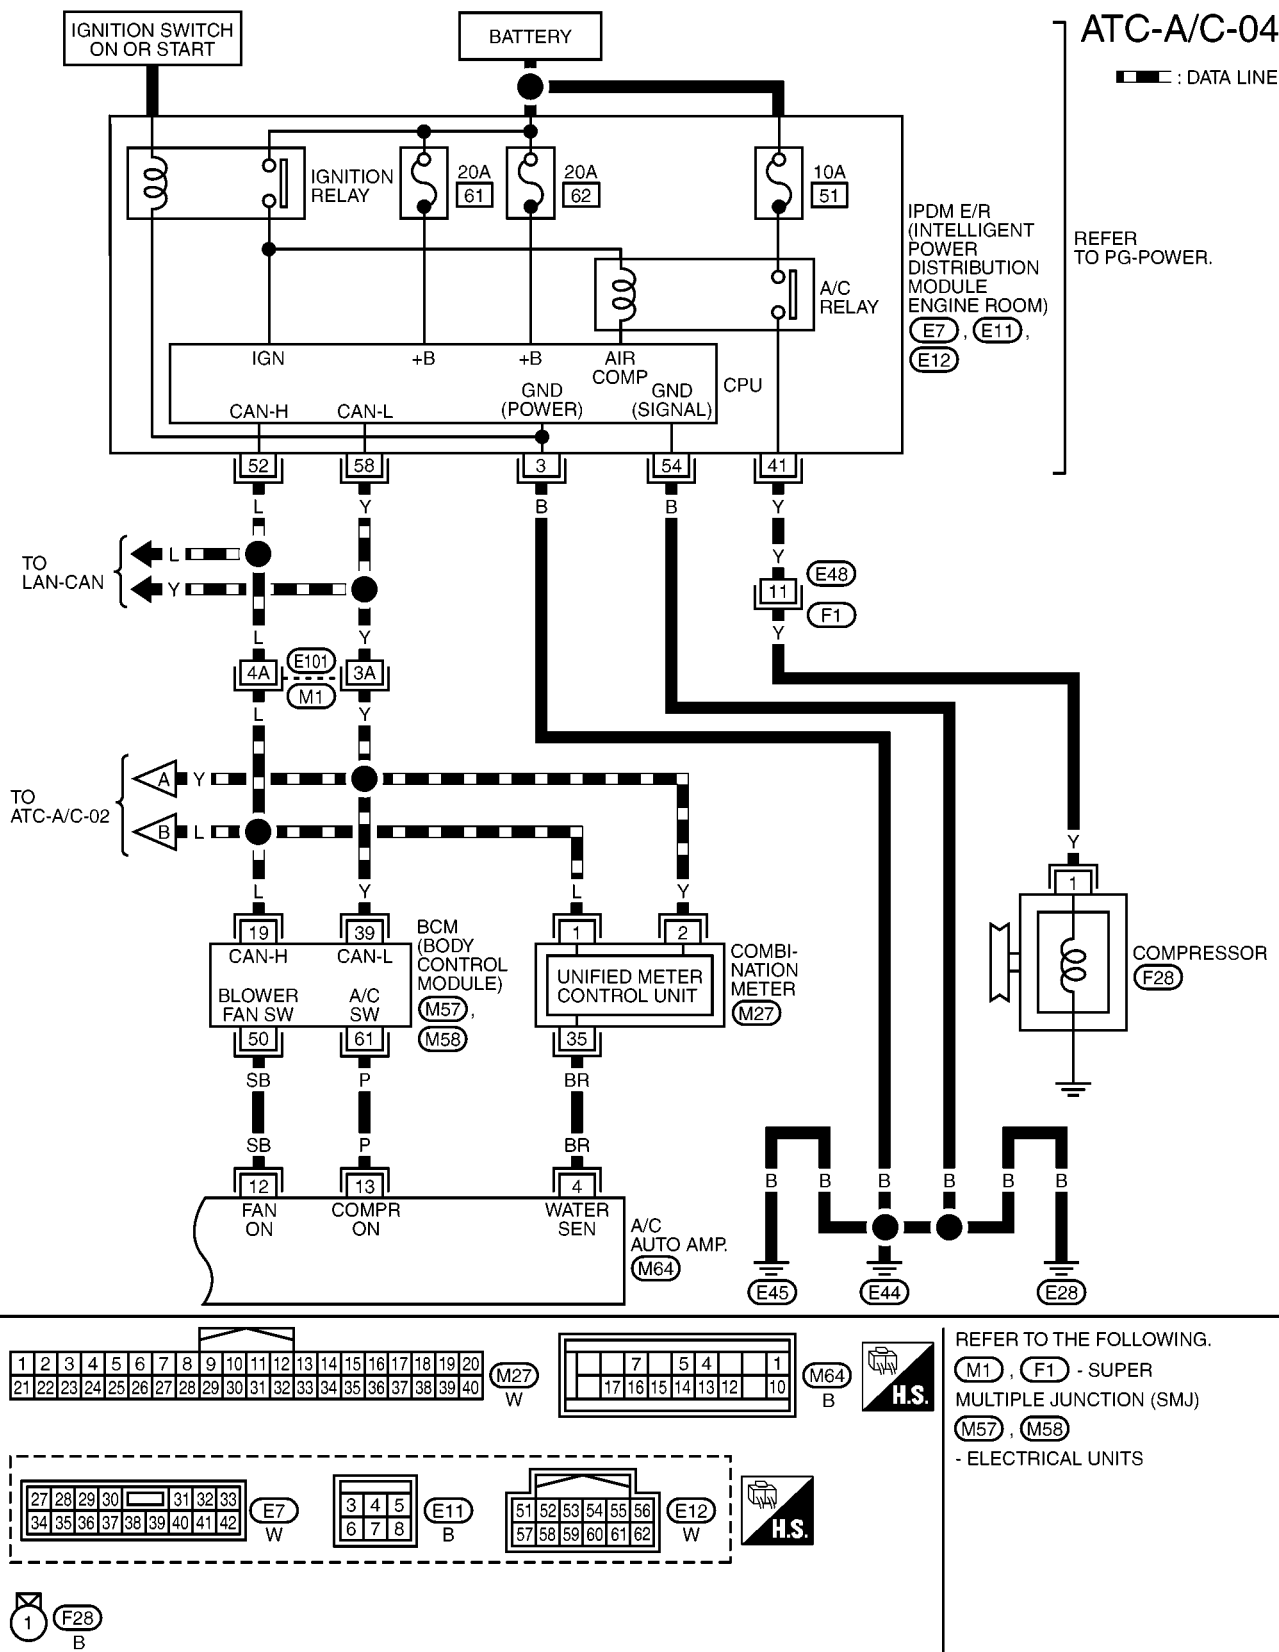 IGNITION SWITCH
ON OR START
BATTERY
ATC-A/C-04
: DATA LINE
IGNITION
RELAY
20A
61
20A
62
10A
51
IPDM E/R
(INTELLIGENT
POWER
DISTRIBUTION
MODULE
ENGINE ROOM)
E7 , E11 ,
E12
REFER
TO PG-POWER.
A/C
RELAY
IGN
+B
+B
AIR
COMP
CPU
CAN-H
CAN-L
GND
(POWER)
GND
(SIGNAL)
52
58
3
54
41
L
Y
B
B
Y
TO
LAN-CAN
L
Y
Y
11
E48
F1
L
Y
Y
4A
E101
M1
3A
L
Y
TO
ATC-A/C-02
A
Y
B
L
L
Y
L
Y
Y
1
COMPRESSOR
F28
19
39
CAN-H
CAN-L
BLOWER
FAN SW
A/C
SW
BCM
(BODY
CONTROL
MODULE)
M57 ,
M58
1
2
UNIFIED METER
CONTROL UNIT
COMBI-
NATION
METER
M27
50
61
35
SB
P
BR
SB
P
BR
12
13
4
FAN
ON
COMPR
ON
WATER
SEN
A/C
AUTO AMP.
M64
B
B
B
B
B
B
E45
E44
E28
1 2 3 4 5 6 7 8 9 10 11 12 13 14 15 16 17 18 19 20
21 22 23 24 25 26 27 28 29 30 31 32 33 34 35 36 37 38 39 40
M27
W
7 5 4 1
17 16 15 14 13 12 10
M64
B
H.S.
REFER TO THE FOLLOWING.
M1 , F1 - SUPER
MULTIPLE JUNCTION (SMJ)
M57 , M58
- ELECTRICAL UNITS
27 28 29 30 31 32 33
34 35 36 37 38 39 40 41 42
E7
W
3 4 5
6 7 8
E11
B
51 52 53 54 55 56
57 58 59 60 61 62
E12
W
H.S.
1
F28
B